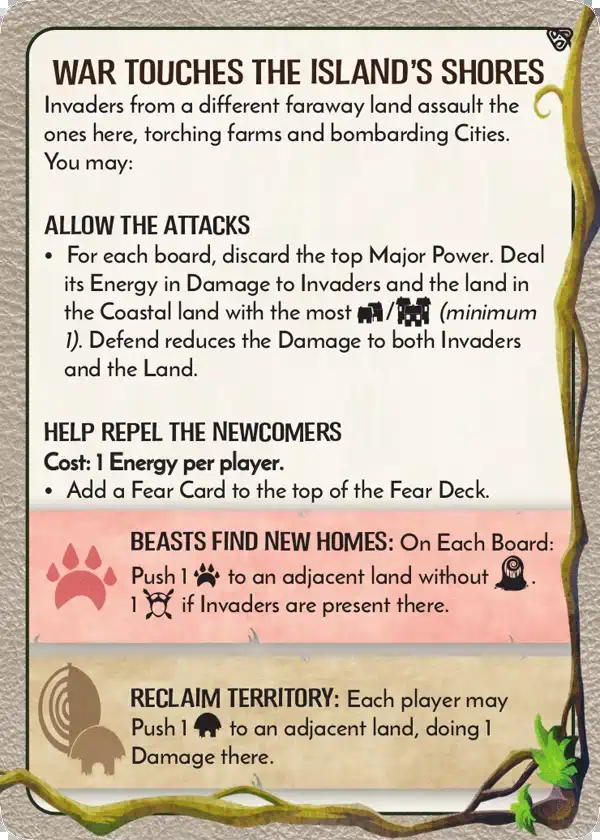 WAR TOUCHES THE ISLAND'S SHORES
Invaders from a different faraway land assault the
ones here, torching farms and bombarding Cities.
You may:
ALLOW THE ATTACKS
• For each board, discard the top Major Power. Deal
its Energy in Damage to Invaders and the land in
the Coastal land with the most / (minimum
1). Defend reduces the Damage to both Invaders
and the Land.
HELP REPEL THE NEWCOMERS
Cost: 1 Energy per player.
• Add a Fear Card to the top of the Fear Deck.
BEASTS FIND NEW HOMES: On Each Board:
Push 1 to an adjacent land without .
1 if Invaders are present there.
RECLAIM TERRITORY: Each player may
Push 1 to an adjacent land, doing 1
Damage there.